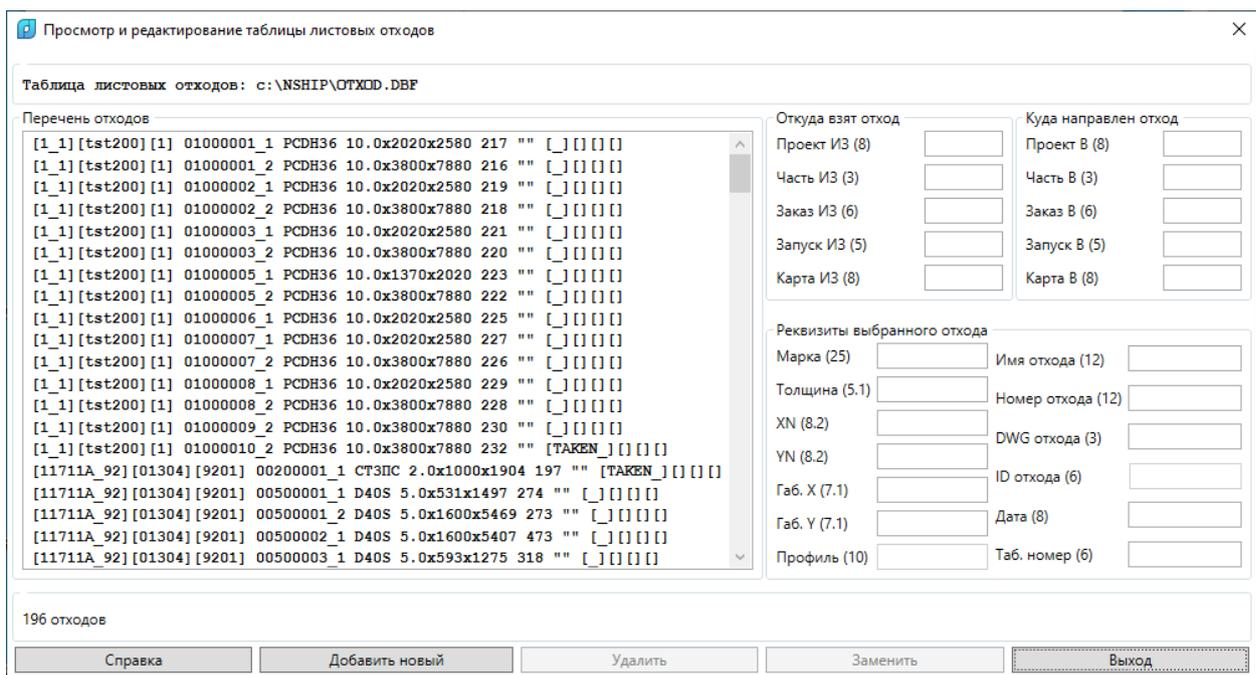 Просмотр и редактирование таблицы листовых отходов
Таблица листовых отходов: c:\NSHIP\OTXOD.DBF
Перечень отходов
[1_1][tst200][1] 01000001_1 PCDH36 10.0x2020x2580 217 "" [_][][][]
[1_1][tst200][1] 01000001_2 PCDH36 10.0x3800x7880 216 "" [_][][][]
[1_1][tst200][1] 01000002_1 PCDH36 10.0x2020x2580 219 "" [_][][][]
[1_1][tst200][1] 01000002_2 PCDH36 10.0x3800x7880 218 "" [_][][][]
[1_1][tst200][1] 01000003_1 PCDH36 10.0x2020x2580 221 "" [_][][][]
[1_1][tst200][1] 01000003_2 PCDH36 10.0x3800x7880 220 "" [_][][][]
[1_1][tst200][1] 01000005_1 PCDH36 10.0x1370x2020 223 "" [_][][][]
[1_1][tst200][1] 01000005_2 PCDH36 10.0x3800x7880 222 "" [_][][][]
[1_1][tst200][1] 01000006_1 PCDH36 10.0x2020x2580 225 "" [_][][][]
[1_1][tst200][1] 01000007_1 PCDH36 10.0x2020x2580 227 "" [_][][][]
[1_1][tst200][1] 01000007_2 PCDH36 10.0x3800x7880 226 "" [_][][][]
[1_1][tst200][1] 01000008_1 PCDH36 10.0x2020x2580 229 "" [_][][][]
[1_1][tst200][1] 01000008_2 PCDH36 10.0x3800x7880 228 "" [_][][][]
[1_1][tst200][1] 01000009_2 PCDH36 10.0x3800x7880 230 "" [_][][][]
[1_1][tst200][1] 01000010_2 PCDH36 10.0x3800x7880 232 "" [TAKEN_][][][]
[11711A_92][01304][9201] 00200001_1 СТ3ПС 2.0x1000x1904 197 "" [TAKEN_][][][]
[11711A_92][01304][9201] 00500001_1 D40S 5.0x531x1497 274 "" [_][][][]
[11711A_92][01304][9201] 00500001_2 D40S 5.0x1600x5469 273 "" [_][][][]
[11711A_92][01304][9201] 00500002_1 D40S 5.0x1600x5407 473 "" [_][][][]
[11711A_92][01304][9201] 00500003_1 D40S 5.0x593x1275 318 "" [_][][][]
Откуда взят отход
Проект ИЗ (8)
Часть ИЗ (3)
Заказ ИЗ (6)
Запуск ИЗ (5)
Карта ИЗ (8)
Куда направлен отход
Проект В (8)
Часть В (3)
Заказ В (6)
Запуск В (5)
Карта В (8)
Реквизиты выбранного отхода
Марка (25)
Толщина (5.1)
XN (8.2)
YN (8.2)
Габ. X (7.1)
Габ. Y (7.1)
Профиль (10)
Имя отхода (12)
Номер отхода (12)
DWG отхода (3)
ID отхода (6)
Дата (8)
Таб. номер (6)
196 отходов
Справка
Добавить новый
Удалить
Заменить
Выход